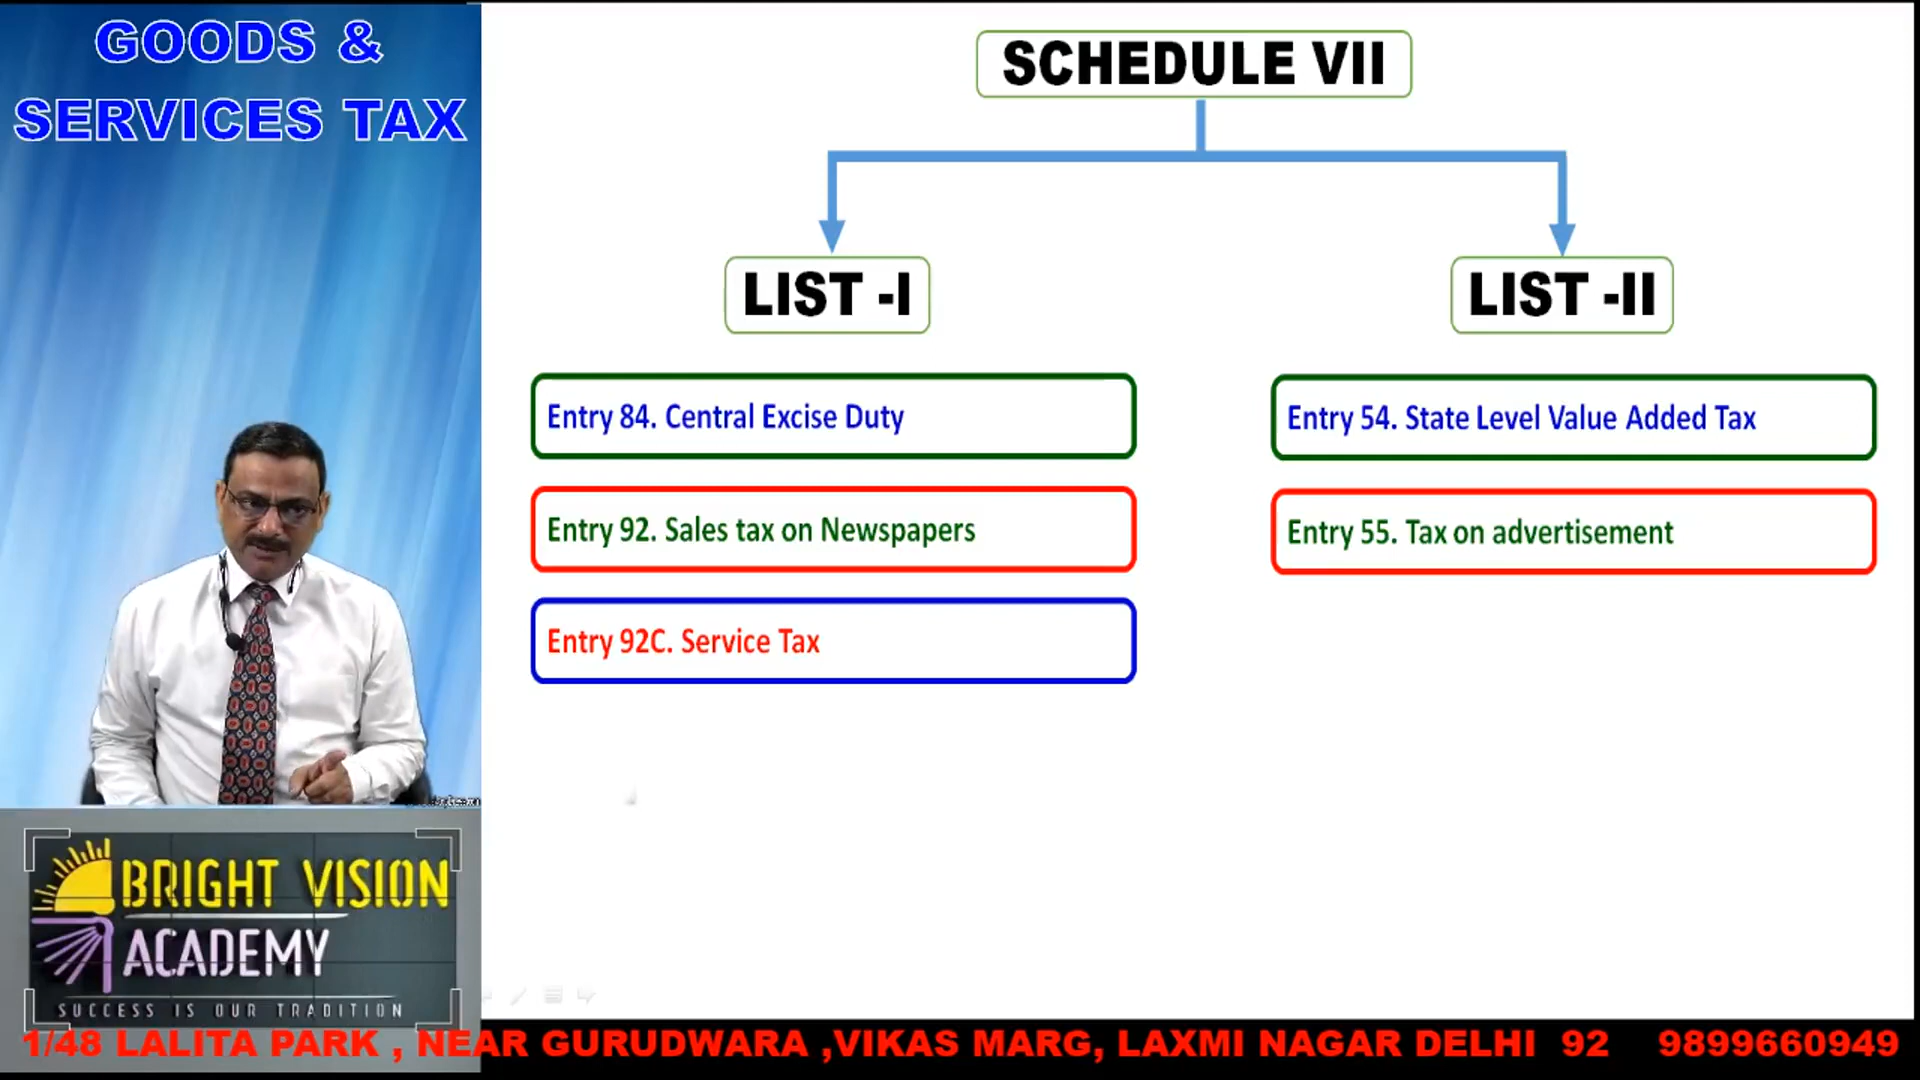 GOODS &
SERVICES TAX
SCHEDULE VII
LIST -I
LIST -II
Entry 84. Central Excise Duty
Entry 54. State Level Value Added Tax
Entry 92. Sales tax on Newspapers
Entry 55. Tax on advertisement
Entry 92C. Service Tax
BRIGHT VISION
ACADEMY
SUCCESS IS OUR TRADITION
1/48 LALITA PARK , NEAR GURUDWARA ,VIKAS MARG, LAXMI NAGAR DELHI 92 9899660949